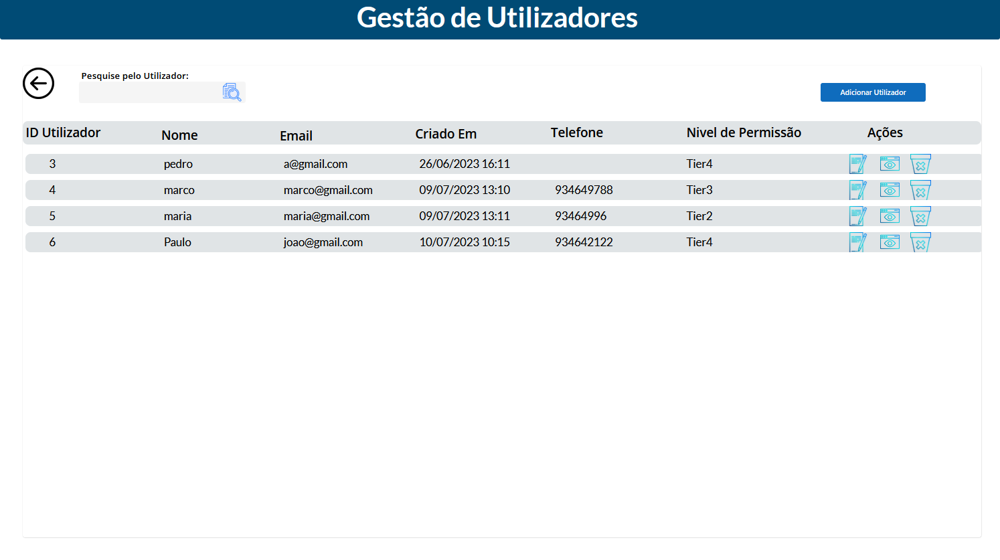 Gestão de Utilizadores
Pesquise pelo Utilizador:
Adicionar Utilizador
ID Utilizador Nome Email Criado Em Telefone Nivel de Permissão Ações
3 pedro a@gmail.com 26/06/2023 16:11 Tier4
4 marco marco@gmail.com 09/07/2023 13:10 934649788 Tier3
5 maria maria@gmail.com 09/07/2023 13:11 93464996 Tier2
6 Paulo joao@gmail.com 10/07/2023 10:15 934642122 Tier4